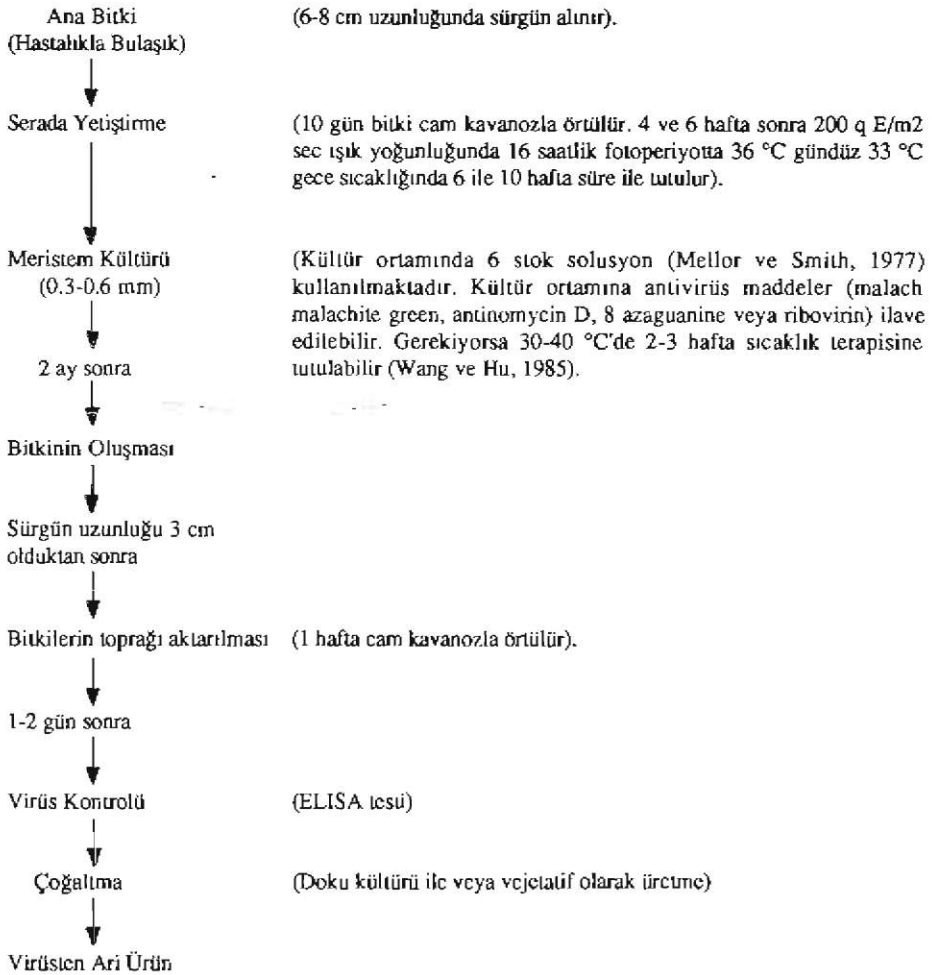 Ana Bitki
(Hastalıkla Bulaşık)
(6-8 cm uzunluğunda sürgün alınır).
Serada Yetiştirme
(10 gün bitki cam kavanozla örtülür. 4 ve 6 hafta sonra 200 q E/m2
sec ışık yoğunluğunda 16 saatlik fotoperiyotta 36 °C gündüz 33 °C
gece sıcaklığında 6 ile 10 hafta süre ile tutulur).
Meristem Kültürü
(0.3-0.6 mm)
(Kültür ortamında 6 stok solusyon (Mellor ve Smith, 1977)
kullanılmaktadır. Kültür ortamına antivirüs maddeler (malach
malachite green, antinomycin D, 8 azaguanine veya ribovirin) ilave
edilebilir. Gerekiyorsa 30-40 °C'de 2-3 hafta sıcaklık terapisine
tutulabilir (Wang ve Hu, 1985).
2 ay sonra
Bitkinin Oluşması
Sürgün uzunluğu 3 cm
olduktan sonra
Bitkilerin toprağı aktarılması
(1 hafta cam kavanozla örtülür).
1-2 gün sonra
Virüs Kontrolü
(ELISA testi)
Çoğaltma
(Doku kültürü ile veya vejetatif olarak üretme)
Virüsten Ari Ürün